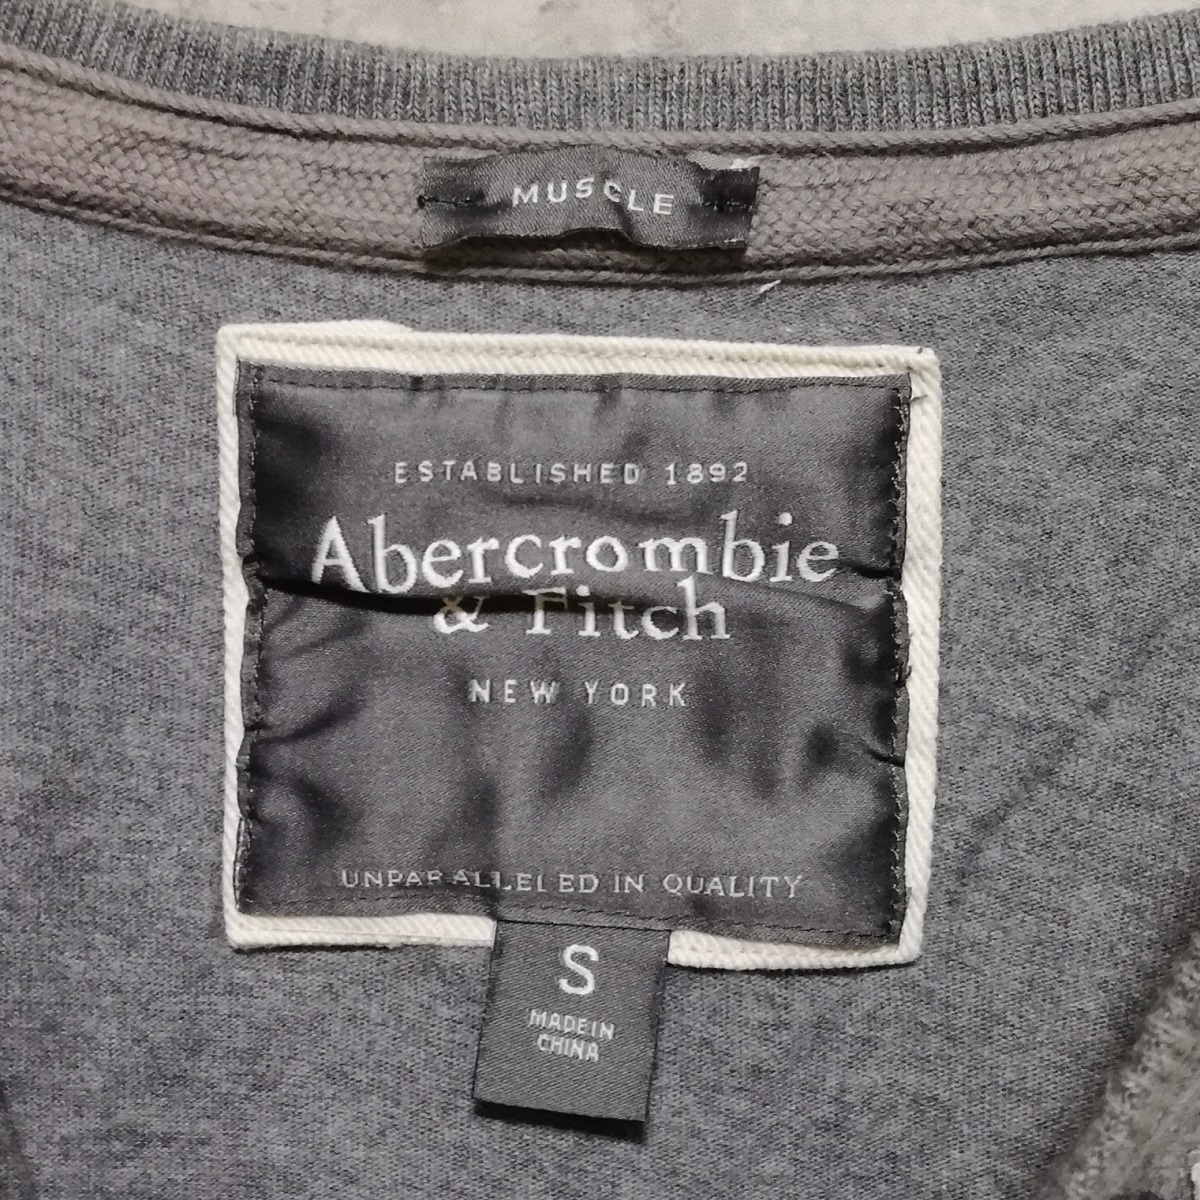 MUSCLE
ESTABLISHED 1892
Abercrombie
& Fitch
NEW YORK
UNPARALLELED IN QUALITY
S
MADE IN
CHINA